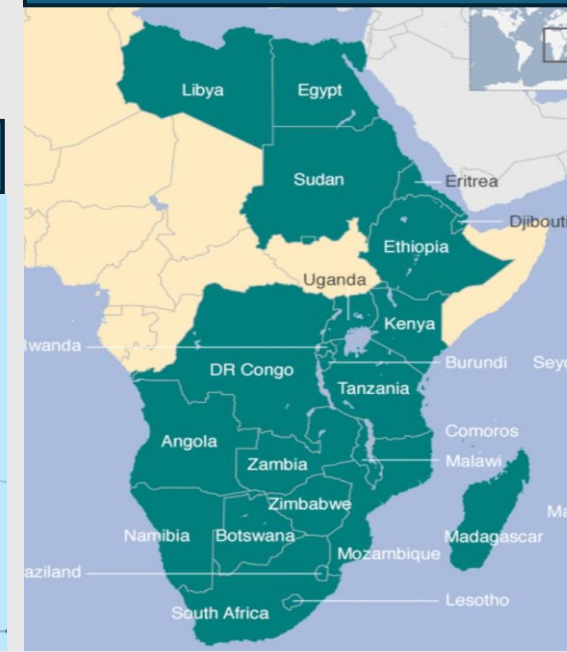 Libya
Egypt
Sudan
Eritrea
Djibouti
Ethiopia
Uganda
Kenya
wanda
DR Congo
Burundi
Sey
Tanzania
Comoros
Angola
Malawi
Zambia
Zimbabwe
Ma
Namibia
Botswana
Mozambique
Madagascar
aziland
Lesotho
South Africa